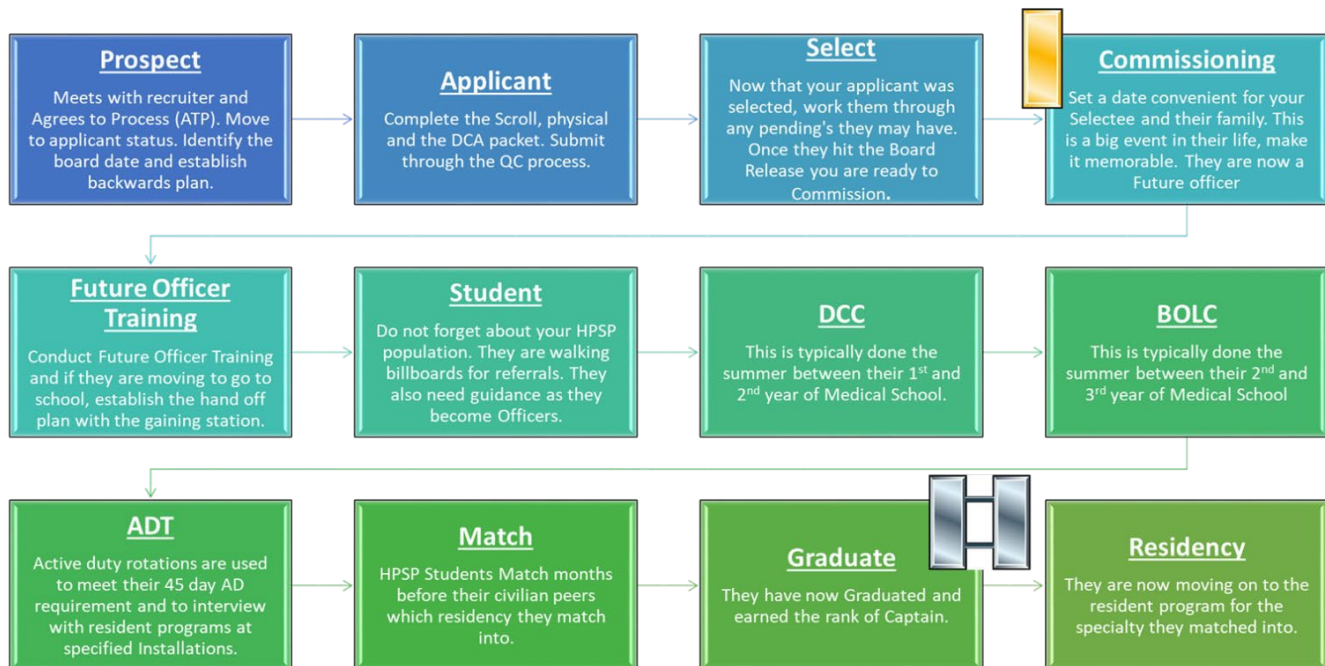 Prospect
Meets with recruiter and
Agrees to Process (ATP). Move
to applicant status. Identify the
board date and establish
backwards plan.
Applicant
Complete the Scroll, physical
and the DCA packet. Submit
through the QC process.
Select
Now that your applicant was
selected, work them through
any pending's they may have.
Once they hit the Board
Release you are ready to
Commission.
Commissioning
Set a date convenient for your
Selectee and their family. This
is a big event in their life, make
it memorable. They are now a
Future officer
Future Officer
Training
Conduct Future Officer Training
and if they are moving to go to
school, establish the hand off
plan with the gaining station.
Student
Do not forget about your HPSP
population. They are walking
billboards for referrals. They
also need guidance as they
become Officers.
DCC
This is typically done the
summer between their 1st and
2nd year of Medical School.
BOLC
This is typically done the
summer between their 2nd and
3rd year of Medical School
ADT
Active duty rotations are used
to meet their 45 day AD
requirement and to interview
with resident programs at
specified Installations.
Match
HPSP Students Match months
before their civilian peers
which residency they match
into.
Graduate
They have now Graduated and
earned the rank of Captain.
Residency
They are now moving on to the
resident program for the
specialty they matched into.